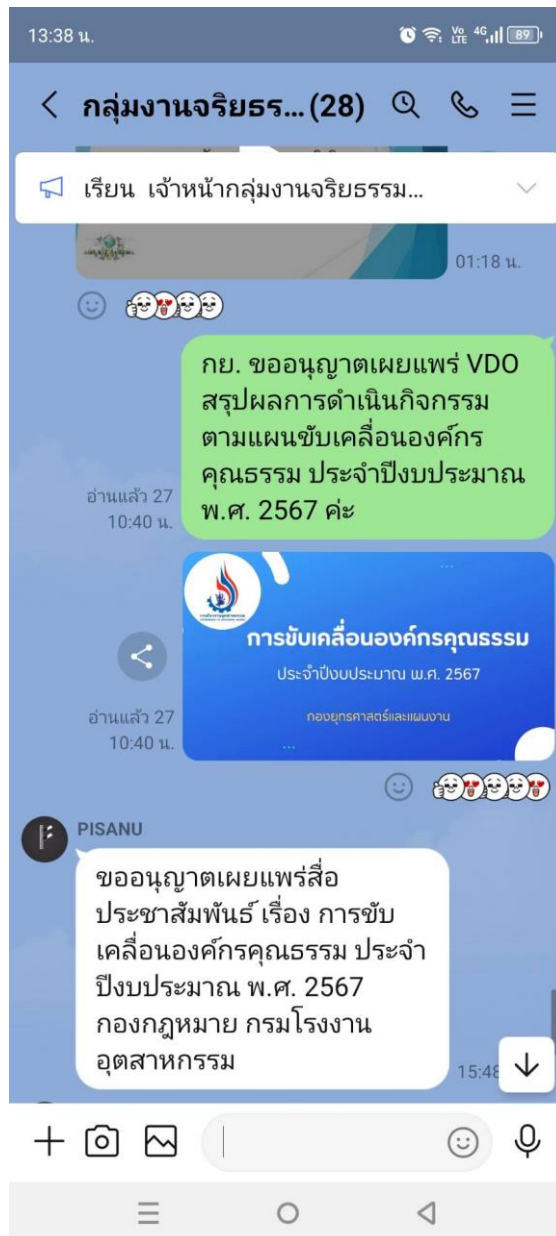 13:38 น.
Vo LTE 4G 89
กลุ่มงานจริยธร... (28)
เรียน เจ้าหน้ากลุ่มงานจริยธรรม...
01:18 น.
กย. ขออนุญาตเผยแพร่ VDO
สรุปผลการดำเนินกิจกรรม
ตามแผนขับเคลื่อนองค์กร
คุณธรรม ประจำปีงบประมาณ
พ.ศ. 2567 ค่ะ
อ่านแล้ว 27
10:40 น.
การขับเคลื่อนองค์กรคุณธรรม
ประจำปีงบประมาณ พ.ศ. 2567
กองยุทธศาสตร์และแผนงาน
อ่านแล้ว 27
10:40 น.
PISANU
ขออนุญาตเผยแพร่สื่อ
ประชาสัมพันธ์ เรื่อง การขับ
เคลื่อนองค์กรคุณธรรม ประจำ
ปีงบประมาณ พ.ศ. 2567
กองกฎหมาย กรมโรงงาน
อุตสาหกรรม
15:48